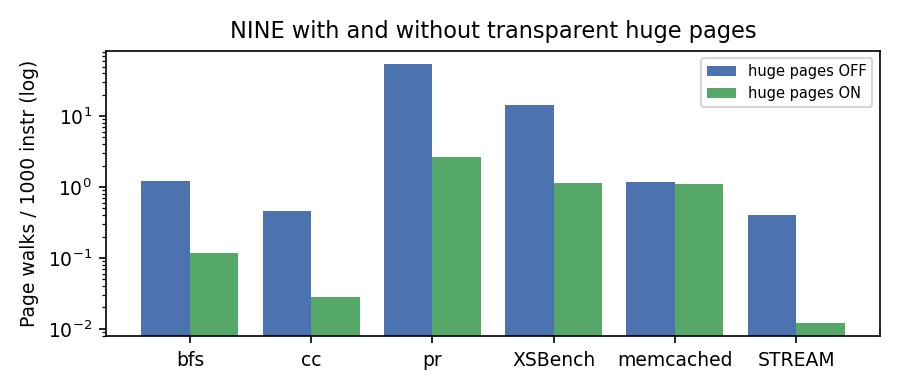 NINE with and without transparent huge pages
Page walks / 1000 instr (log)
10¹
10⁰
10⁻¹
10⁻²
huge pages OFF
huge pages ON
bfs
cc
pr
XSBench
memcached
STREAM